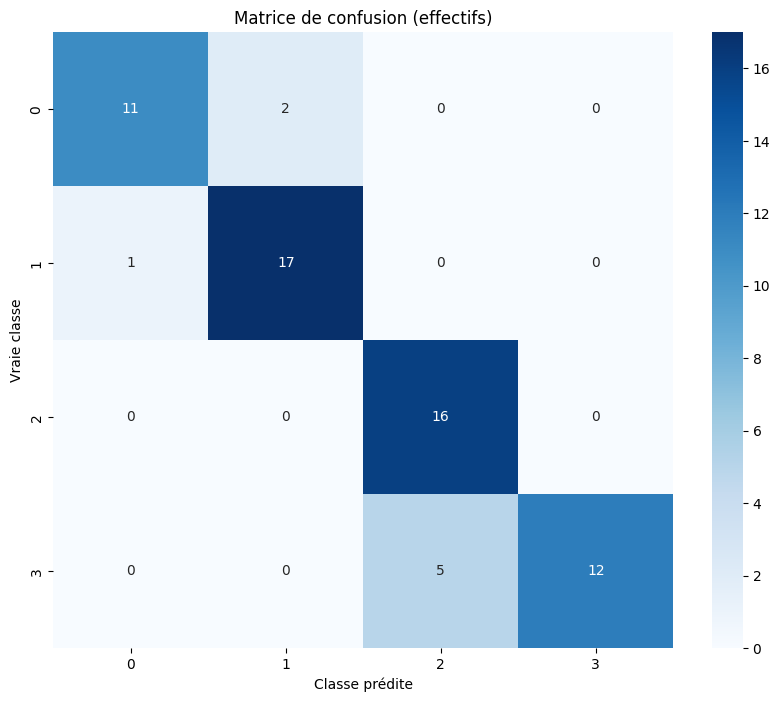 Matrice de confusion (effectifs)
0 11 2 0 0
1 1 17 0 0
2 0 0 16 0
3 0 0 5 12
0 1 2 3
Classe prédite
Vraie classe
16
14
12
10
8
6
4
2
0